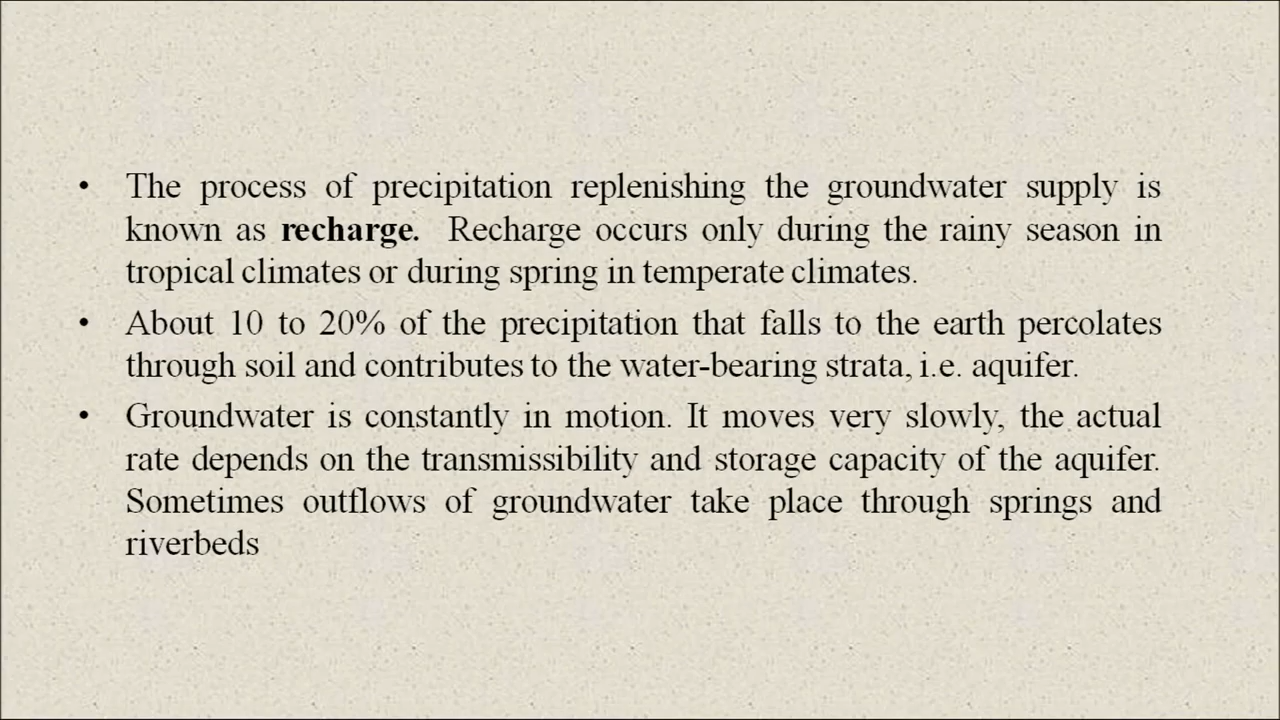 • The process of precipitation replenishing the groundwater supply is
known as recharge. Recharge occurs only during the rainy season in
tropical climates or during spring in temperate climates.
• About 10 to 20% of the precipitation that falls to the earth percolates
through soil and contributes to the water-bearing strata, i.e. aquifer.
• Groundwater is constantly in motion. It moves very slowly, the actual
rate depends on the transmissibility and storage capacity of the aquifer.
Sometimes outflows of groundwater take place through springs and
riverbeds